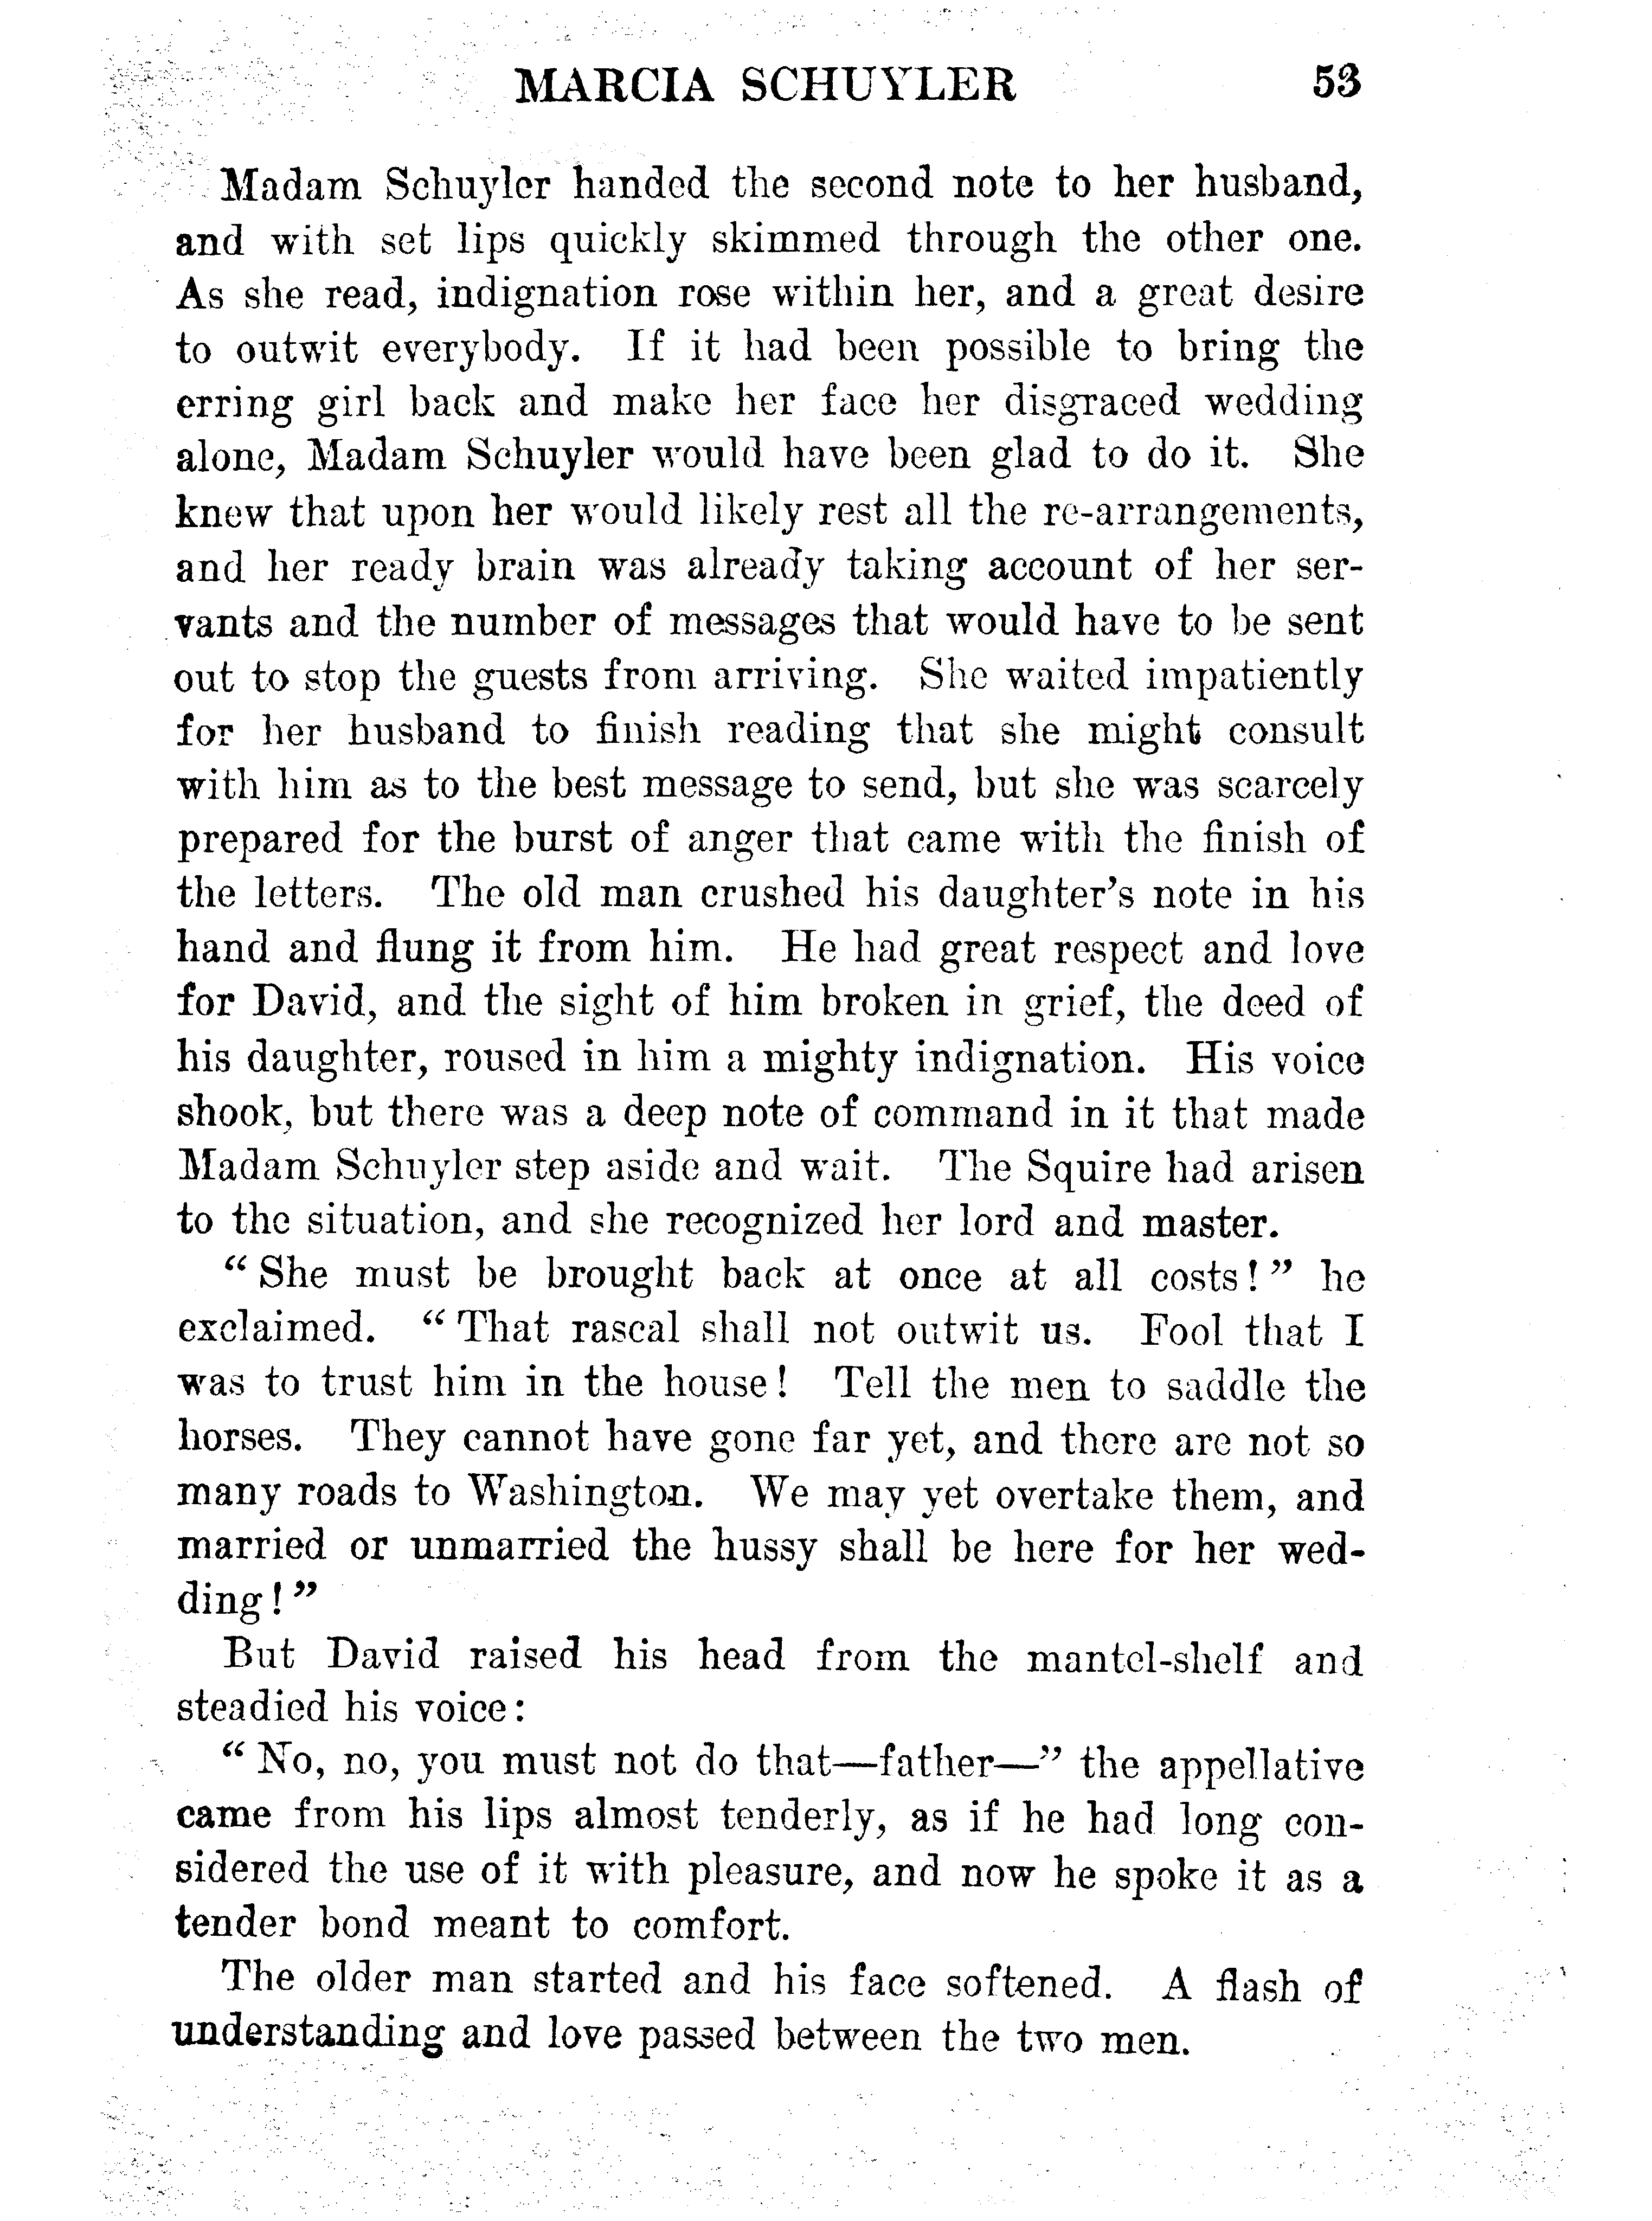 MARCIA SCHUYLER 53
Madam Schuyler handed the second note to her husband,
and with set lips quickly skimmed through the other one.
As she read, indignation rose within her, and a great desire
to outwit everybody. If it had been possible to bring the
erring girl back and make her face her disgraced wedding
alone, Madam Schuyler would have been glad to do it. She
knew that upon her would likely rest all the re-arrangements,
and her ready brain was already taking account of her ser-
vants and the number of messages that would have to be sent
out to stop the guests from arriving. She waited impatiently
for her husband to finish reading that she might consult
with him as to the best message to send, but she was scarcely
prepared for the burst of anger that came with the finish of
the letters. The old man crushed his daughter's note in his
hand and flung it from him. He had great respect and love
for David, and the sight of him broken in grief, the deed of
his daughter, roused in him a mighty indignation. His voice
shook, but there was a deep note of command in it that made
Madam Schuyler step aside and wait. The Squire had arisen
to the situation, and she recognized her lord and master.
“ She must be brought back at once at all costs! ” he
exclaimed. “ That rascal shall not outwit us. Fool that I
was to trust him in the house! Tell the men to saddle the
horses. They cannot have gone far yet, and there are not so
many roads to Washington. We may yet overtake them, and
married or unmarried the hussy shall be here for her wed-
ding! ”
But David raised his head from the mantel-shelf and
steadied his voice:
“ No, no, you must not do that—father—” the appellative
came from his lips almost tenderly, as if he had long con-
sidered the use of it with pleasure, and now he spoke it as a
tender bond meant to comfort.
The older man started and his face softened. A flash of
understanding and love passed between the two men.